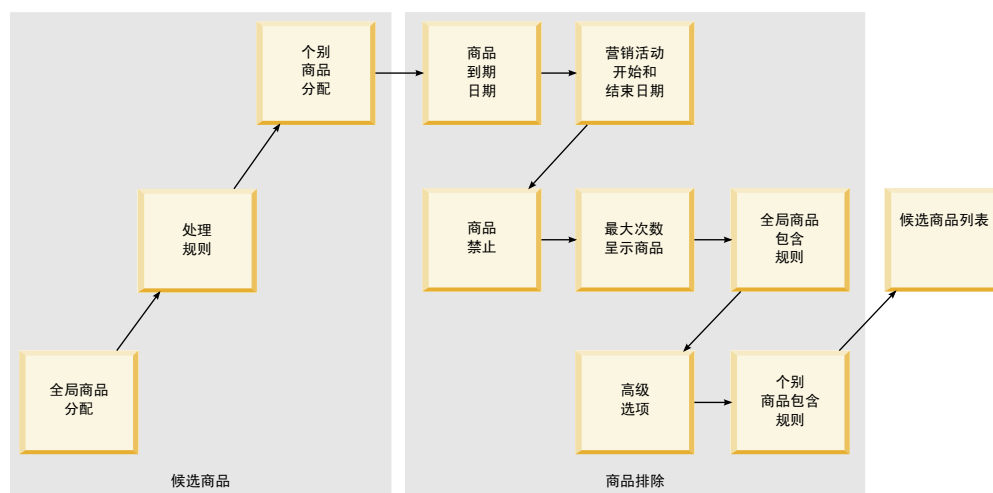 个别
商品
分配
商品
到期
日期
营销活动
开始和
结束日期
处理
规则
商品
禁止
最大次数
呈示商品
全局商品
包含
规则
候选商品列表
全局商品
分配
高级
选项
个别
商品包含
规则
候选商品
商品排除